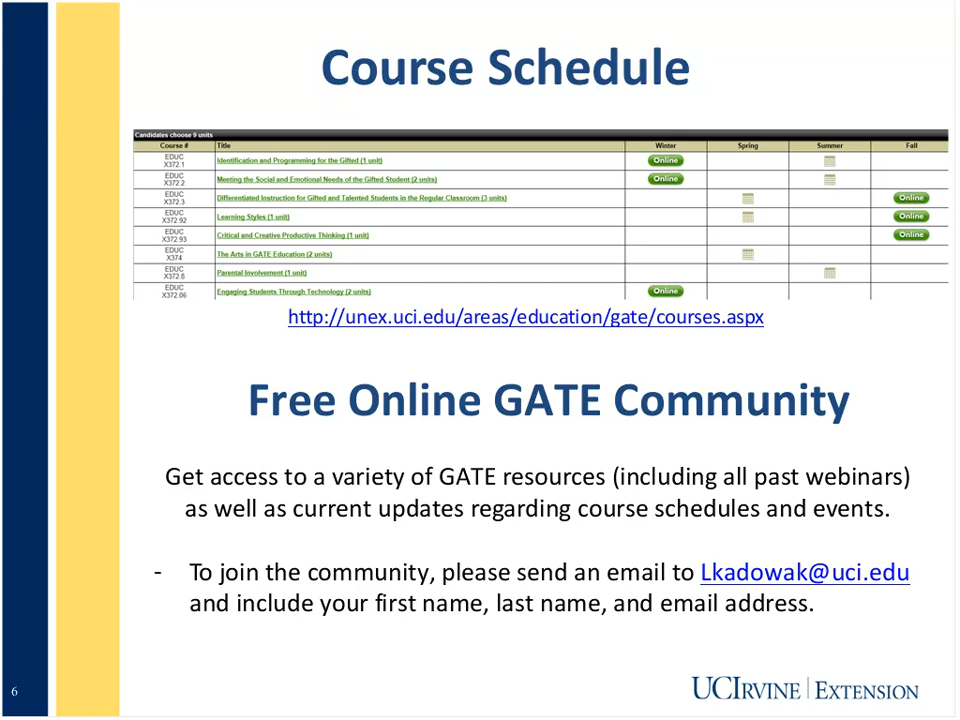 Course Schedule
Candidates choose 9 units
Course # Title Winter Spring Summer Fall
EDUC X372.1 Identification and Programming for the Gifted (1 unit) Online
EDUC X372.2 Meeting the Social and Emotional Needs of the Gifted Student (2 units) Online
EDUC X372.3 Differentiated Instruction for Gifted and Talented Students in the Regular Classroom (3 units) Online
EDUC X372.92 Learning Styles (1 unit) Online
EDUC X372.93 Critical and Creative Productive Thinking (1 unit) Online
EDUC X374 The Arts in GATE Education (2 units)
EDUC X372.8 Parental Involvement (1 unit)
EDUC X372.06 Engaging Students Through Technology (2 units) Online
http://unex.uci.edu/areas/education/gate/courses.aspx
Free Online GATE Community
Get access to a variety of GATE resources (including all past webinars)
as well as current updates regarding course schedules and events.
- To join the community, please send an email to Lkadowak@uci.edu
and include your first name, last name, and email address.
6
UCIRVINE | EXTENSION